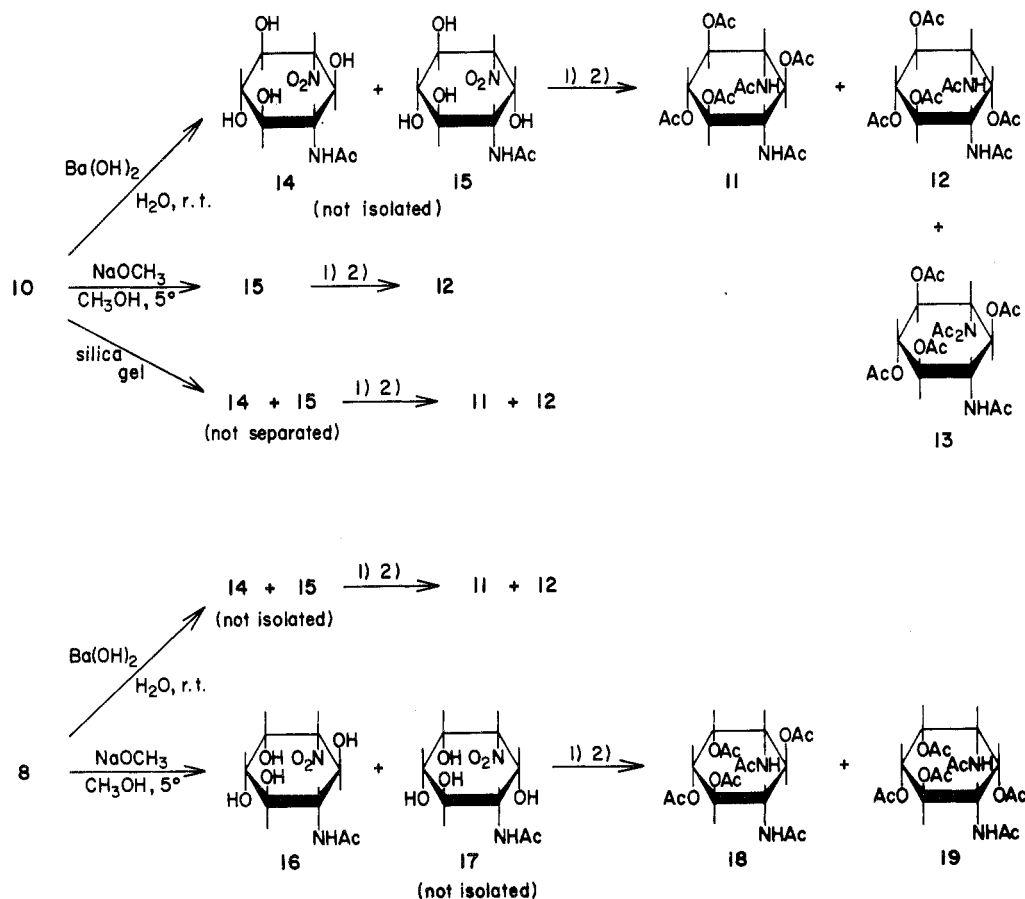 OH OH
OH OH
O₂N O₂N
OH OH
HO HO OH
NHAc NHAc
14 + 15
(not isolated)
1) 2)
OAc OAc
OAc
AcNH AcNH
OAc OAc
AcO AcO OAc
NHAc NHAc
11 + 12
+
Ba(OH)₂
H₂O, r.t.
10
NaOCH₃
CH₃OH, 5°
15 1) 2) 12
silica
gel
14 + 15 1) 2) 11 + 12
(not separated)
OAc
OAc
Ac₂N
OAc
AcO
NHAc
13
14 + 15 1) 2) 11 + 12
(not isolated)
Ba(OH)₂
H₂O, r.t.
8
NaOCH₃
CH₃OH, 5°
OH
OH O₂N OH O₂N
OH OH
HO HO OH
NHAc NHAc
16 + 17
(not isolated)
1) 2)
OAc
OAc OAc
AcNH AcNH
OAc OAc
AcO AcO OAc
NHAc NHAc
18 + 19